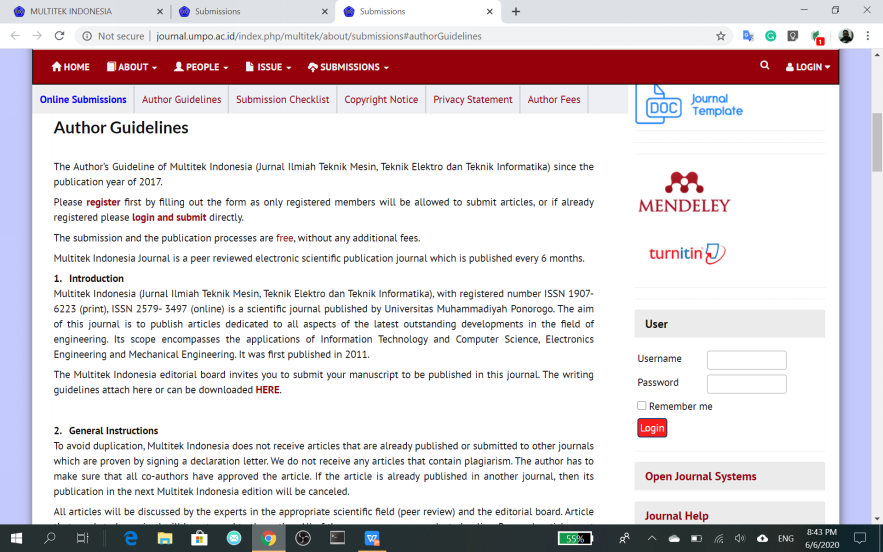 MULTITEK INDONESIA
Submissions
Submissions
Not secure | journal.umpo.ac.id/index.php/multitek/about/submissions#authorGuidelines
1
HOME ABOUT PEOPLE ISSUE SUBMISSIONS LOGIN
Online Submissions Author Guidelines Submission Checklist Copyright Notice Privacy Statement Author Fees
Author Guidelines
The Author's Guideline of Multitek Indonesia (Jurnal Ilmiah Teknik Mesin, Teknik Elektro dan Teknik Informatika) since the
publication year of 2017.
Please register first by filling out the form as only registered members will be allowed to submit articles, or if already
registered please login and submit directly.
The submission and the publication processes are free, without any additional fees.
Multitek Indonesia Journal is a peer reviewed electronic scientific publication journal which is published every 6 months.
1. Introduction
Multitek Indonesia (Jurnal Ilmiah Teknik Mesin, Teknik Elektro dan Teknik Informatika), with registered number ISSN 1907-
6223 (print), ISSN 2579- 3497 (online) is a scientific journal published by Universitas Muhammadiyah Ponorogo. The aim
of this journal is to publish articles dedicated to all aspects of the latest outstanding developments in the field of
engineering. Its scope encompasses the applications of Information Technology and Computer Science, Electronics
Engineering and Mechanical Engineering. It was first published in 2011.
The Multitek Indonesia editorial board invites you to submit your manuscript to be published in this journal. The writing
guidelines attach here or can be downloaded HERE.
2. General Instructions
To avoid duplication, Multitek Indonesia does not receive articles that are already published or submitted to other journals
which are proven by signing a declaration letter. We do not receive any articles that contain plagiarism. The author has to
make sure that all co-authors have approved the article. If the article is already published in another journal, then its
publication in the next Multitek Indonesia edition will be canceled.
All articles will be discussed by the experts in the appropriate scientific field (peer review) and the editorial board. Article
DOC
Journal
Template
MENDELEY
turnitin
User
Username
Password
Remember me
Login
Open Journal Systems
Journal Help
55%
ENG
8:43 PM
6/6/2020